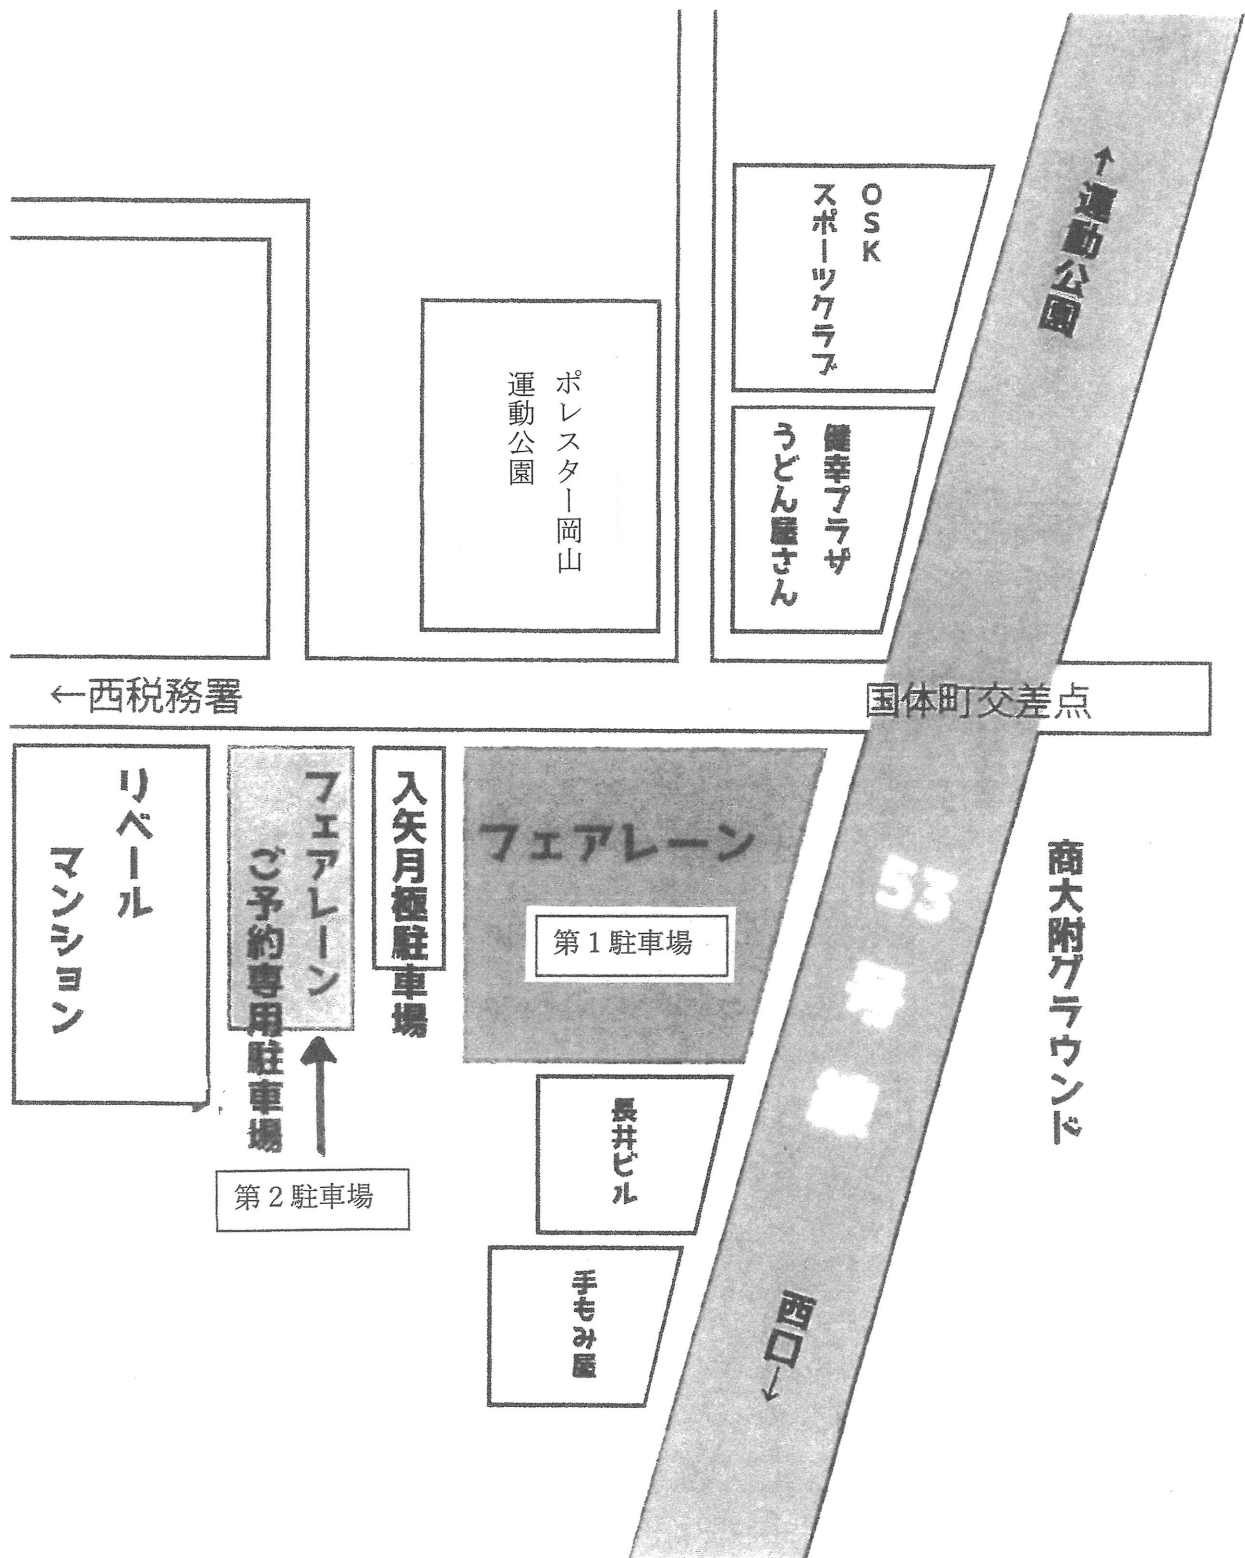 ↑運動公園
OSK
スポーツクラブ
ポレスター岡山
運動公園
健幸プラザ
うどん屋さん
←西税務署
国体町交差点
リベール
マンション
フェアレーン
ご予約専用駐車場
入矢月極駐車場
フェアレーン
第1駐車場
53
号
線
商大附グラウンド
長井ビル
第2駐車場
手もみ屋
西口→